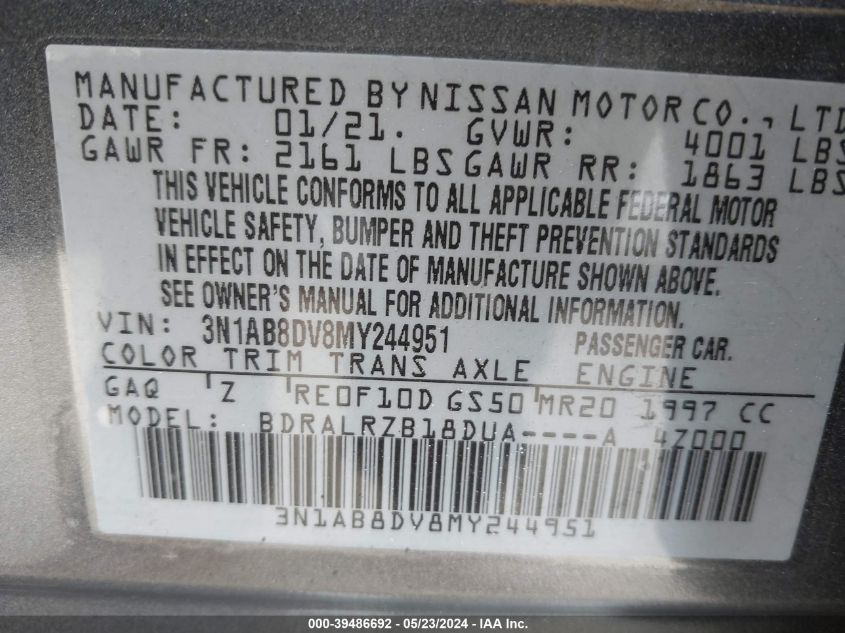 MANUFACTURED BY NISSAN MOTOR CO., LTD
DATE: 01/21. GVWR: 4001 LBS
GAWR FR: 2161 LBS GAWR RR: 1863 LBS
THIS VEHICLE CONFORMS TO ALL APPLICABLE FEDERAL MOTOR
VEHICLE SAFETY, BUMPER AND THEFT PREVENTION STANDARDS
IN EFFECT ON THE DATE OF MANUFACTURE SHOWN ABOVE.
SEE OWNER'S MANUAL FOR ADDITIONAL INFORMATION.
VIN: 3N1AB8DV8MY244951 PASSENGER CAR.
COLOR TRIM TRANS AXLE ENGINE
GAQ Z RE0F10D GS50 MR20 1997 CC
MODEL: BDRALRZB18DUA----A 4Z000
3N1AB8DV8MY244951
000-39486692 - 05/23/2024 - IAA Inc.